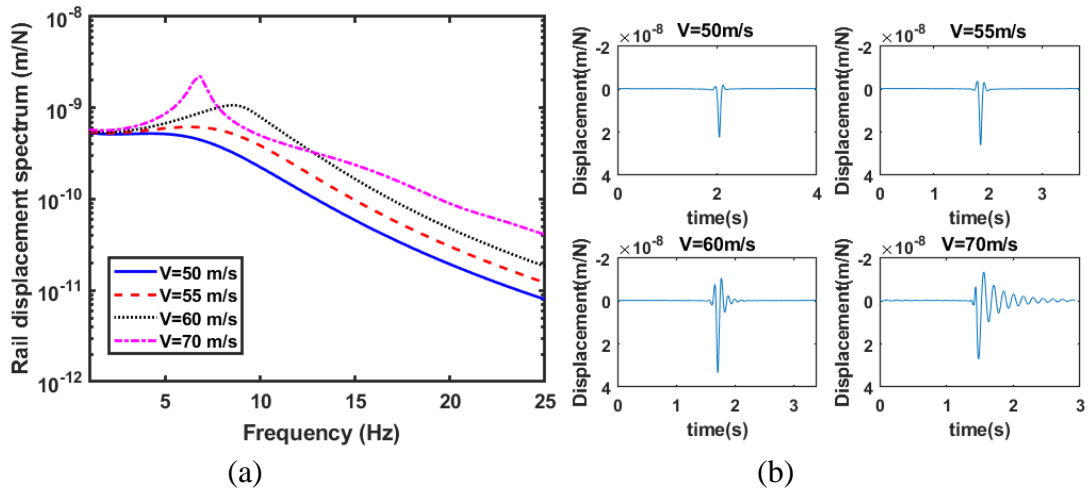 10⁻⁸
10⁻⁹
10⁻¹⁰
10⁻¹¹
10⁻¹²
Rail displacement spectrum (m/N)
V=50 m/s
V=55 m/s
V=60 m/s
V=70 m/s
5 10 15 20 25
Frequency (Hz)
(a)
×10⁻⁸ V=50m/s
Displacement(m/N)
-2
0
2
4
0 2 4
time(s)
×10⁻⁸ V=55m/s
Displacement(m/N)
-2
0
2
4
0 1 2 3
time(s)
×10⁻⁸ V=60m/s
Displacement(m/N)
-2
0
2
4
0 1 2 3
time(s)
×10⁻⁸ V=70m/s
Displacement(m/N)
-2
0
2
4
0 1 2 3
time(s)
(b)